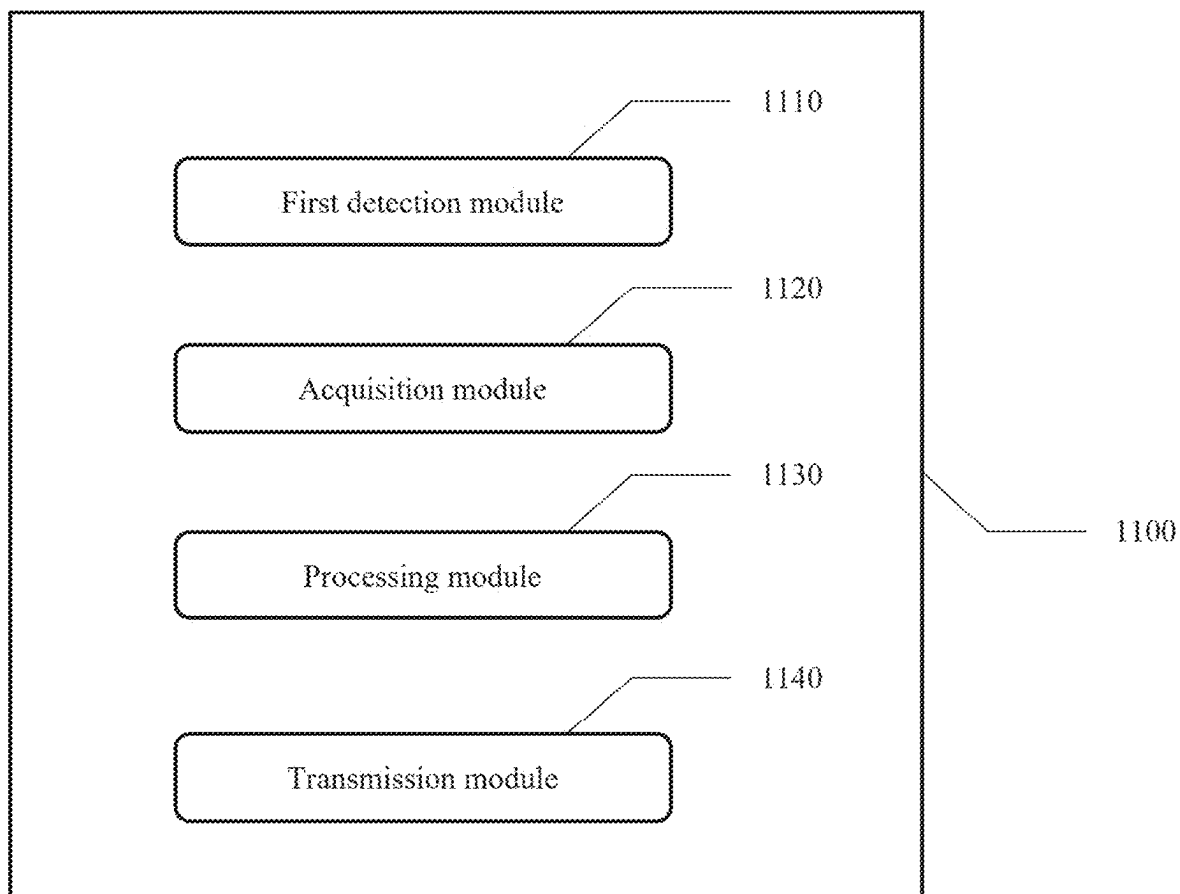 1110
First detection module
1120
Acquisition module
1130
1100
Processing module
1140
Transmission module